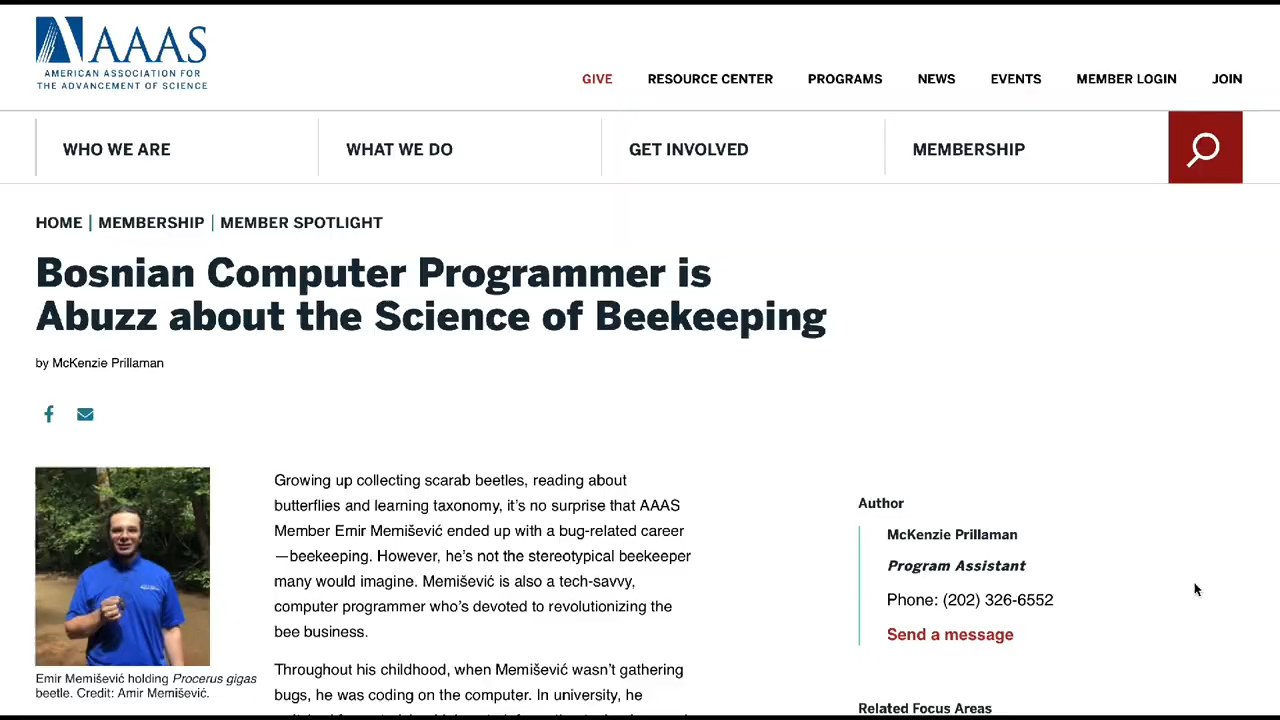 AAAS
AMERICAN ASSOCIATION FOR
THE ADVANCEMENT OF SCIENCE
GIVE
RESOURCE CENTER
PROGRAMS
NEWS
EVENTS
MEMBER LOGIN
JOIN
WHO WE ARE
WHAT WE DO
GET INVOLVED
MEMBERSHIP
HOME | MEMBERSHIP | MEMBER SPOTLIGHT
Bosnian Computer Programmer is
Abuzz about the Science of Beekeeping
by McKenzie Prillaman
Emir Memišević holding Procerus gigas
beetle. Credit: Amir Memišević.
Growing up collecting scarab beetles, reading about
butterflies and learning taxonomy, it’s no surprise that AAAS
Member Emir Memišević ended up with a bug-related career
—beekeeping. However, he’s not the stereotypical beekeeper
many would imagine. Memišević is also a tech-savvy,
computer programmer who’s devoted to revolutionizing the
bee business.
Throughout his childhood, when Memišević wasn’t gathering
bugs, he was coding on the computer. In university, he
Author
McKenzie Prillaman
Program Assistant
Phone: (202) 326-6552
Send a message
Related Focus Areas